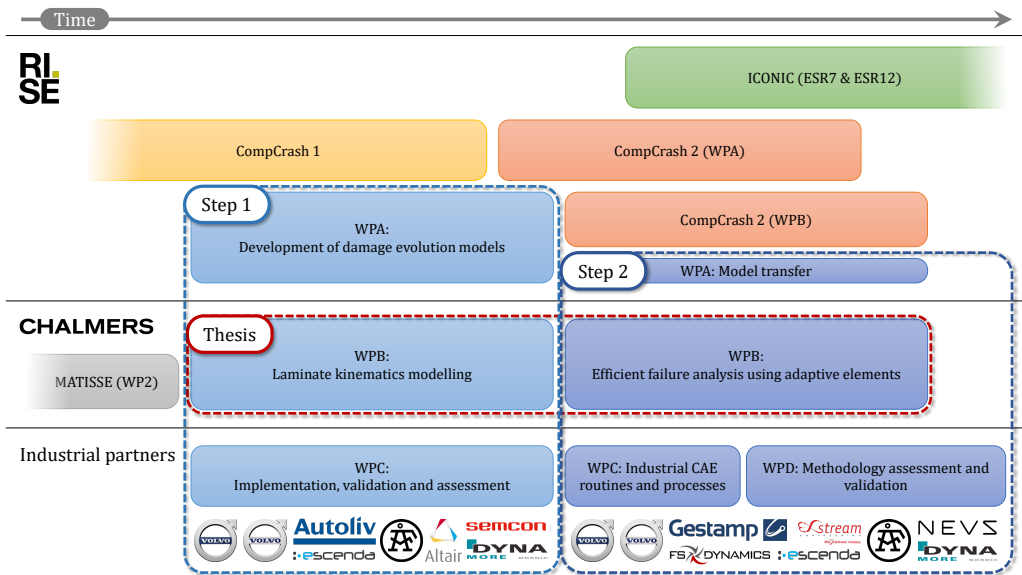 Time
RI.
SE
ICONIC (ESR7 & ESR12)
CompCrash 1
CompCrash 2 (WPA)
Step 1
WPA:
Development of damage evolution models
CompCrash 2 (WPB)
Step 2
WPA: Model transfer
CHALMERS
Thesis
MATISSE (WP2)
WPB:
Laminate kinematics modelling
WPB:
Efficient failure analysis using adaptive elements
Industrial partners
WPC:
Implementation, validation and assessment
WPC: Industrial CAE
routines and processes
WPD: Methodology assessment and
validation
VOLVO
VOLVO
Autoliv
escenda
Altair
semcon
DYNA
MORE NORDIC
VOLVO
VOLVO
Gestamp
FS DYNAMICS
eXstream
escenda
NEVS
DYNA
MORE NORDIC